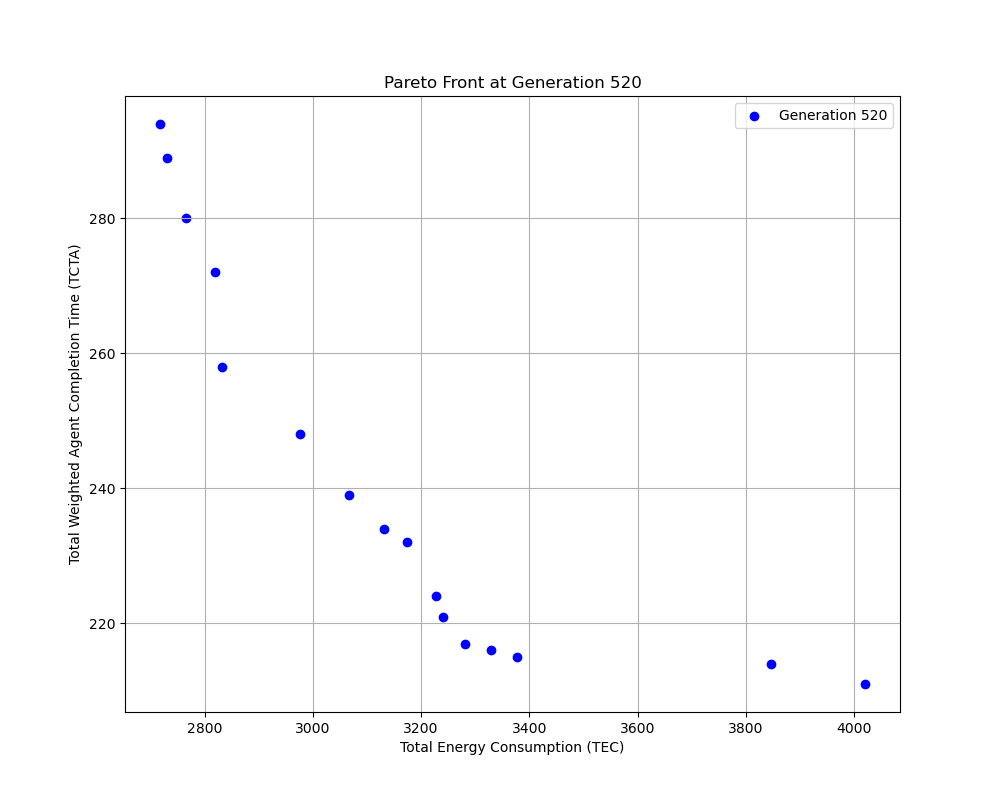 Pareto Front at Generation 520
Generation 520
280
260
240
220
Total Weighted Agent Completion Time (TCTA)
2800 3000 3200 3400 3600 3800 4000
Total Energy Consumption (TEC)